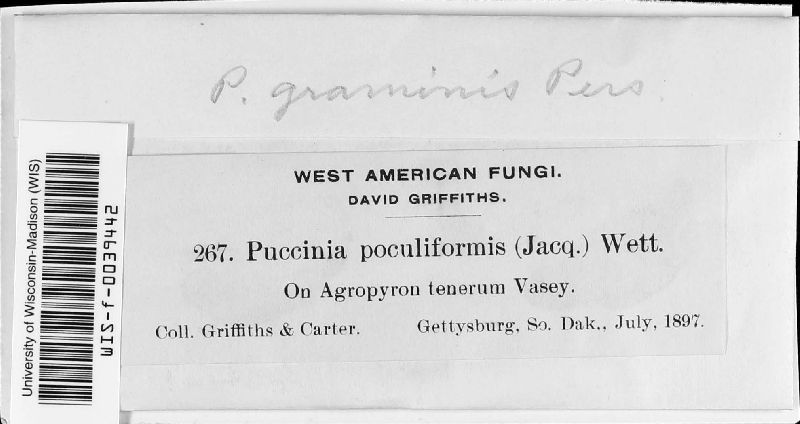 P. graminis Pers.
WEST AMERICAN FUNGI.
DAVID GRIFFITHS.
267. Puccinia poculiformis (Jacq.) Wett.
On Agropyron tenerum Vasey.
Coll. Griffiths & Carter. Gettysburg, So. Dak., July, 1897.
University of Wisconsin-Madison (WIS)
WIS-f-0093442